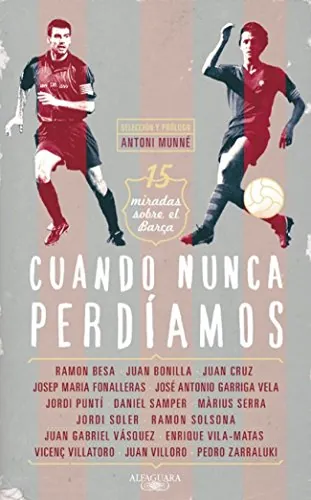 SELECCIÓN Y PRÓLOGO
ANTONI MUNNÉ
15
miradas
sobre el
Barça
CUANDO NUNCA
PERDÍAMOS
RAMON BESA · JUAN BONILLA · JUAN CRUZ
JOSEP MARIA FONALLERAS · JOSÉ ANTONIO GARRIGA VELA
JORDI PUNTÍ · DANIEL SAMPER · MÀRIUS SERRA
JORDI SOLER · RAMON SOLSONA
JUAN GABRIEL VÁSQUEZ · ENRIQUE VILA-MATAS
VICENÇ VILLATORO · JUAN VILLORO · PEDRO ZARRALUKI
ALFAGUARA